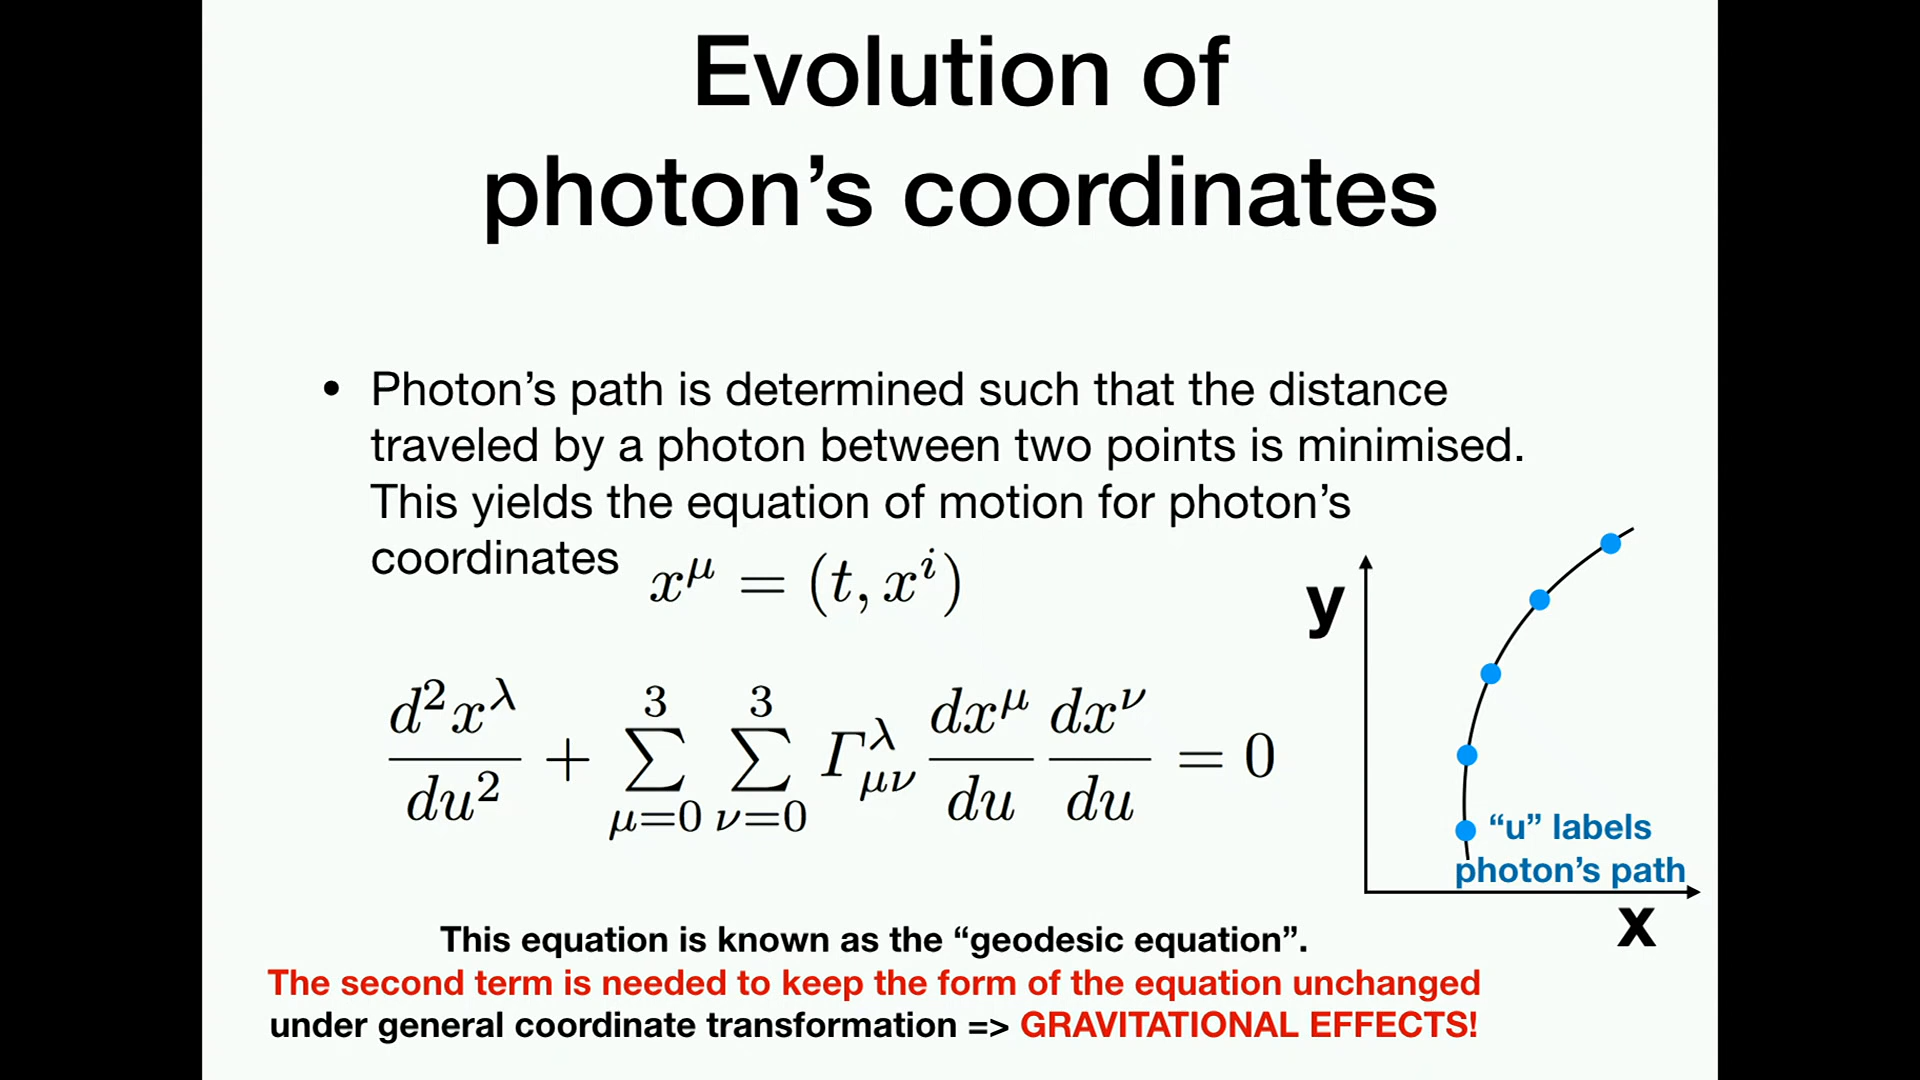 Evolution of
photon’s coordinates
• Photon’s path is determined such that the distance
traveled by a photon between two points is minimised.
This yields the equation of motion for photon’s
coordinates x^μ = (t, x^i)
d²x^λ/du² + ∑_{μ=0}^{3} ∑_{ν=0}^{3} Γ^λ_{μν} dx^μ/du dx^ν/du = 0
y
“u” labels
photon’s path
x
This equation is known as the “geodesic equation”.
The second term is needed to keep the form of the equation unchanged
under general coordinate transformation => GRAVITATIONAL EFFECTS!